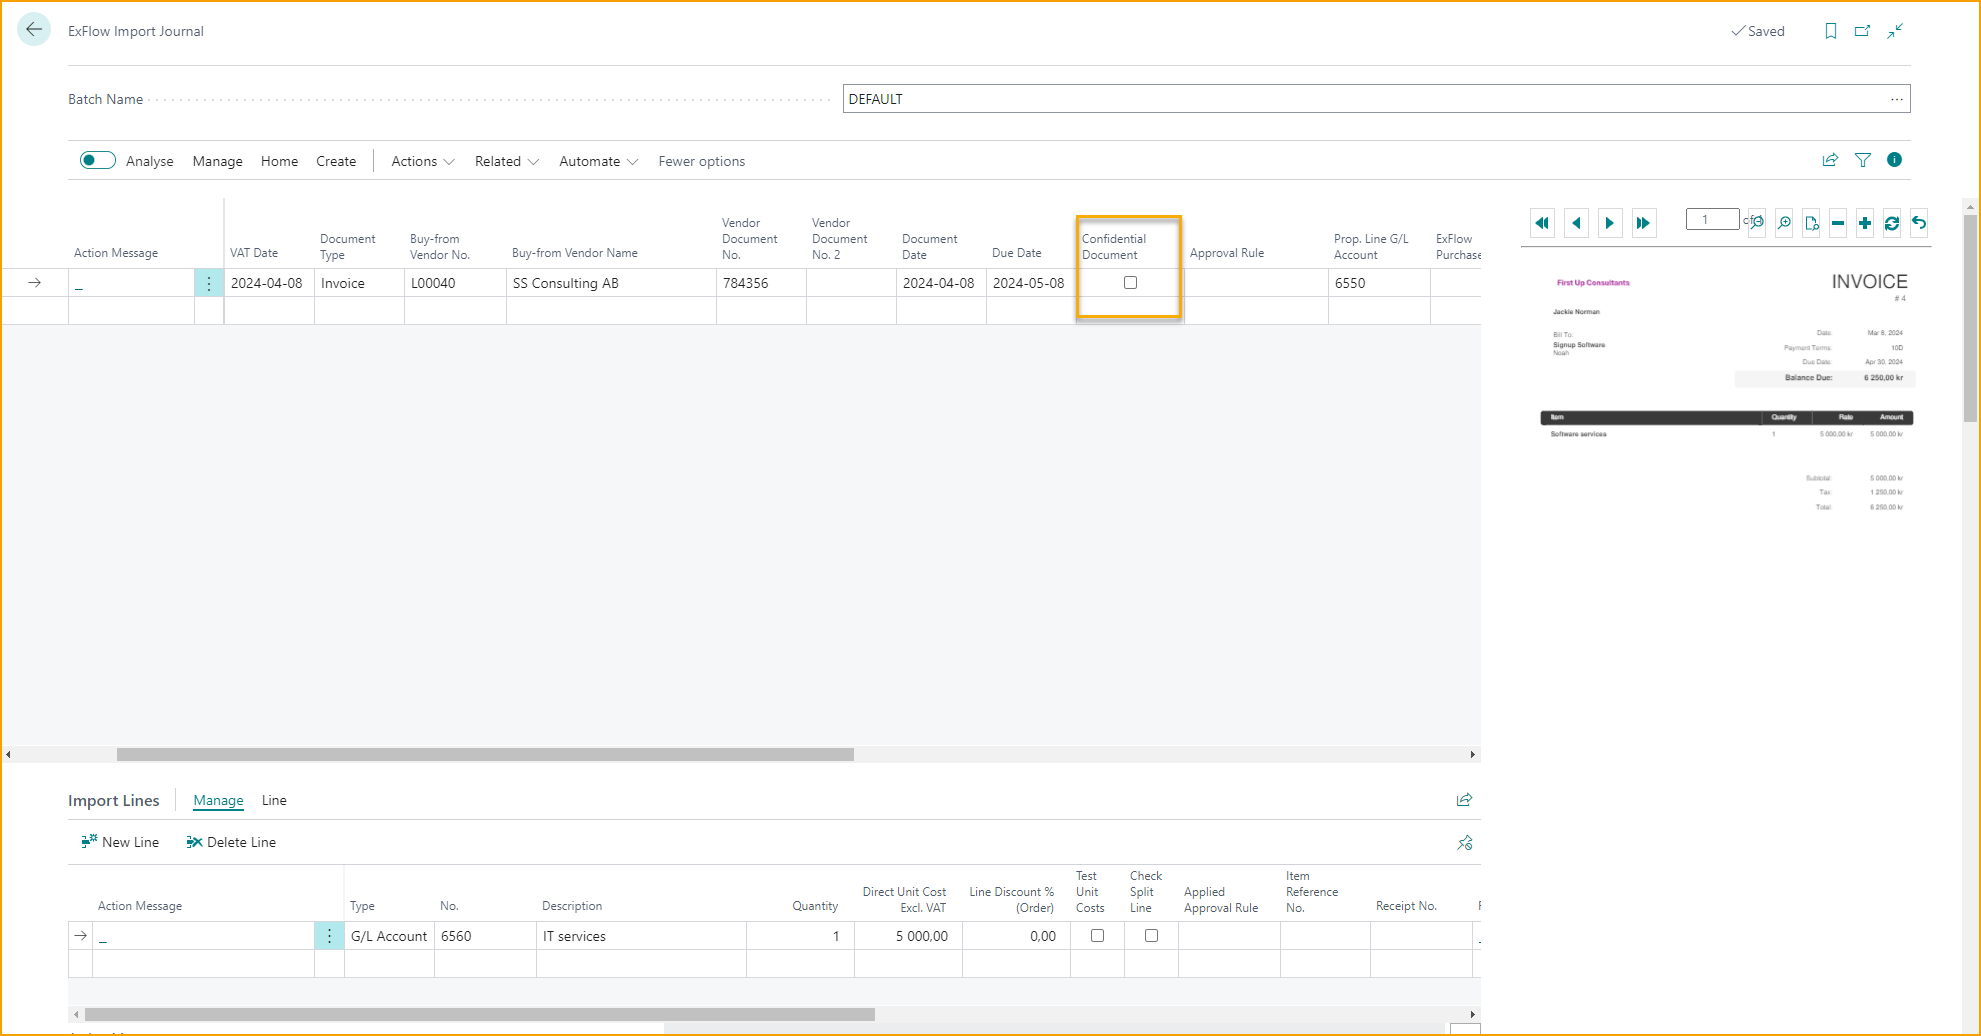 ExFlow Import Journal
Saved
Batch Name
DEFAULT
Analyse Manage Home Create Actions Related Automate Fewer options
Action Message VAT Date Document Type Buy-from Vendor No. Buy-from Vendor Name Vendor Document No. Vendor Document No. 2 Document Date Due Date Confidential Document Approval Rule Prop. Line G/L Account ExFlow Purchase
_ 2024-04-08 Invoice L00040 SS Consulting AB 784356 2024-04-08 2024-05-08 6550
1 of
First Up Consultants
INVOICE
# 4
Jackie Norman
Bill To:
Signup Software
Noah
Date: Mar 8, 2024
Payment Terms: 10D
Due Date: Apr 30, 2024
Balance Due: 6 250,00 kr
Item Quantity Rate Amount
Software services 1 5 000,00 kr 5 000,00 kr
Subtotal: 5 000,00 kr
Tax: 1 250,00 kr
Total: 6 250,00 kr
Import Lines Manage Line
New Line Delete Line
Action Message Type No. Description Quantity Direct Unit Cost Excl. VAT Line Discount % (Order) Test Unit Costs Check Split Line Applied Approval Rule Item Reference No. Receipt No.
_ G/L Account 6560 IT services 1 5 000,00 0,00